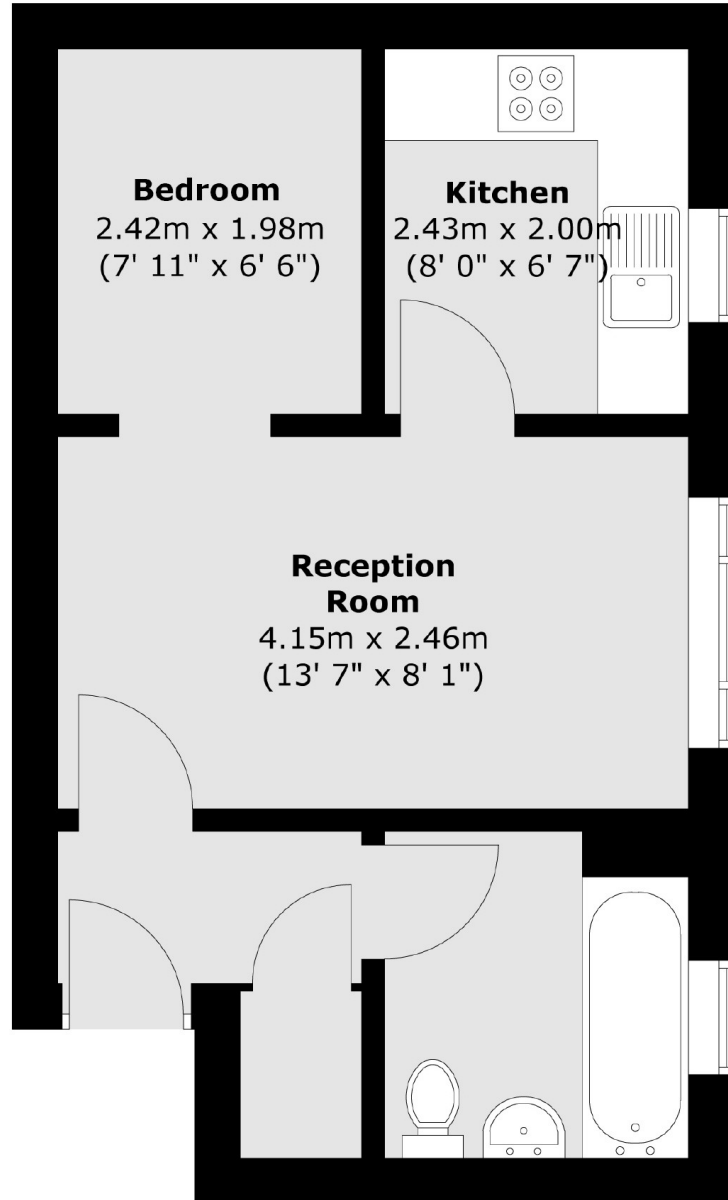 Bedroom
2.42m x 1.98m
(7' 11" x 6' 6")
Kitchen
2.43m x 2.00m
(8' 0" x 6' 7")
Reception
Room
4.15m x 2.46m
(13' 7" x 8' 1")